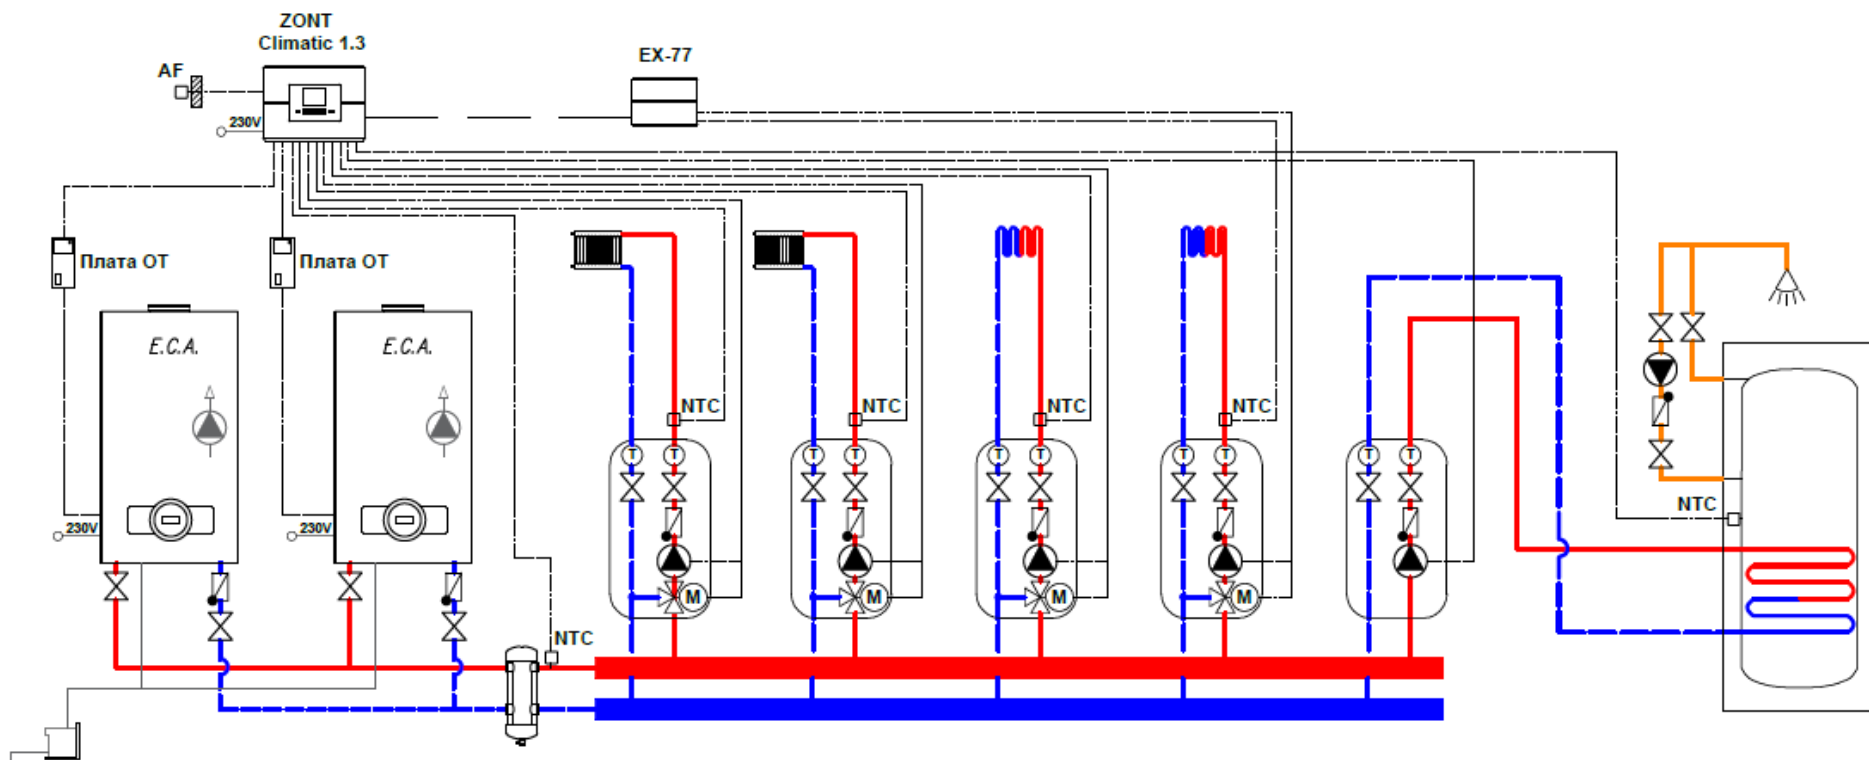 ZONT
Climatic 1.3
EX-77
AF
230V
Плата ОТ
Плата ОТ
E.C.A.
E.C.A.
NTC
NTC
NTC
NTC
T
T
T
T
T
T
T
T
T
T
NTC
230V
230V
M
M
M
M
NTC